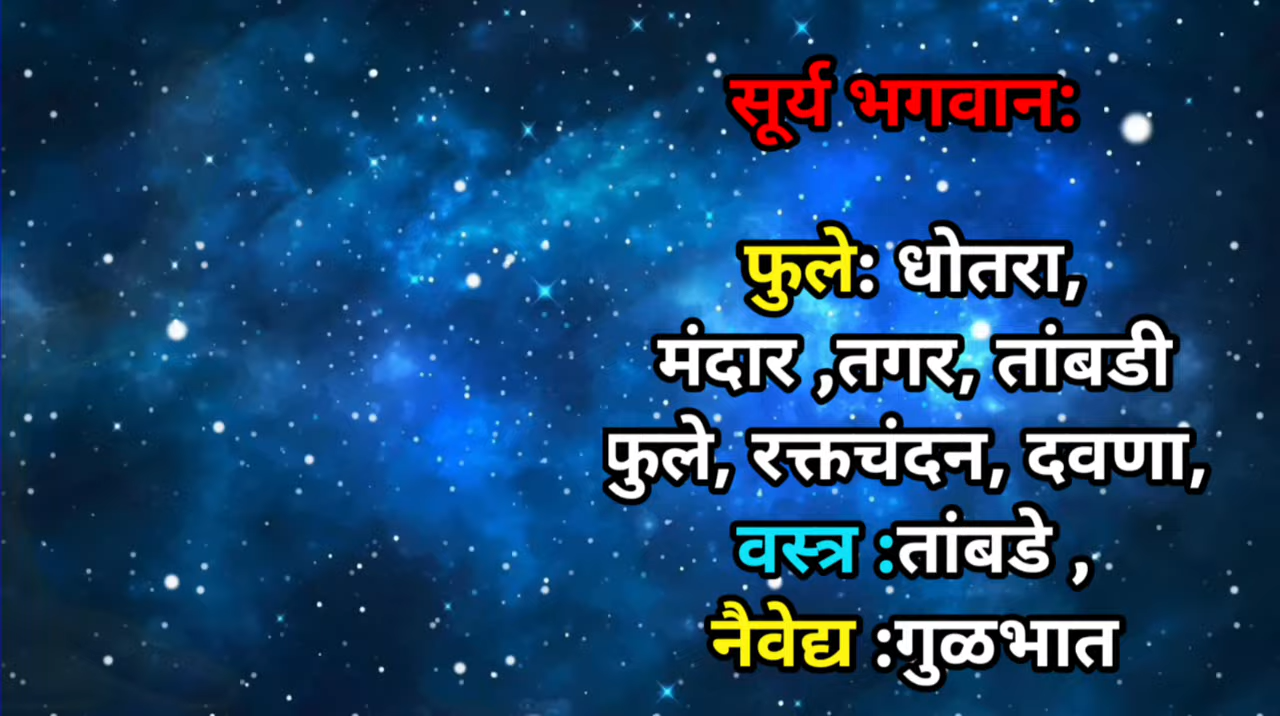 सूर्य भगवान:
फुले: धोतरा,
मंदार ,तगर, तांबडी
फुले, रक्तचंदन, दवणा,
वस्त्र :तांबडे ,
नैवेद्य :गुळभात